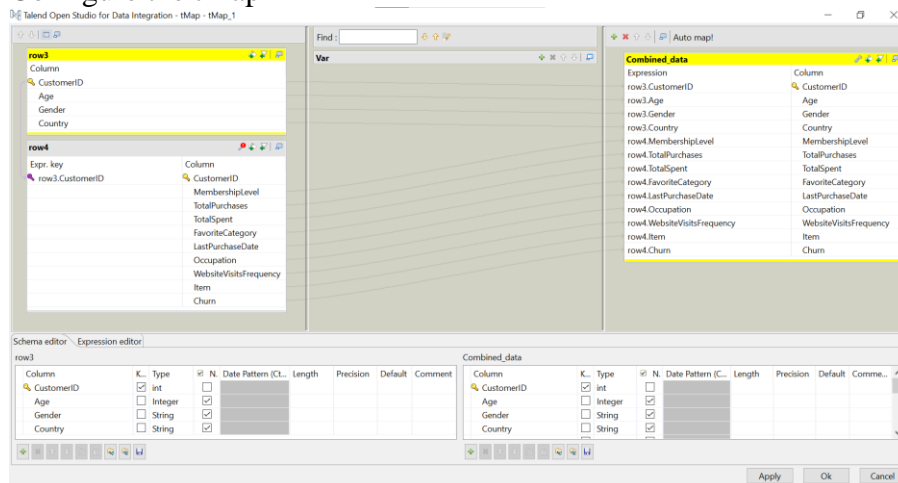 Talend Open Studio for Data Integration - tMap - tMap_1
Find :
Auto map!
row3
Column
CustomerID
Age
Gender
Country
row4
Expr. key Column
row3.CustomerID CustomerID
MembershipLevel
TotalPurchases
TotalSpent
FavoriteCategory
LastPurchaseDate
Occupation
WebsiteVisitsFrequency
Item
Churn
Var
Combined_data
Expression Column
row3.CustomerID CustomerID
row3.Age Age
row3.Gender Gender
row3.Country Country
row4.MembershipLevel MembershipLevel
row4.TotalPurchases TotalPurchases
row4.TotalSpent TotalSpent
row4.FavoriteCategory FavoriteCategory
row4.LastPurchaseDate LastPurchaseDate
row4.Occupation Occupation
row4.WebsiteVisitsFrequency WebsiteVisitsFrequency
row4.Item Item
row4.Churn Churn
Schema editor Expression editor
row3
Column K... Type N. Date Pattern (Ct... Length Precision Default Comment
CustomerID int
Age Integer
Gender String
Country String
Combined_data
Column K... Type N. Date Pattern (C... Length Precision Default Comme...
CustomerID int
Age Integer
Gender String
Country String
Apply Ok Cancel